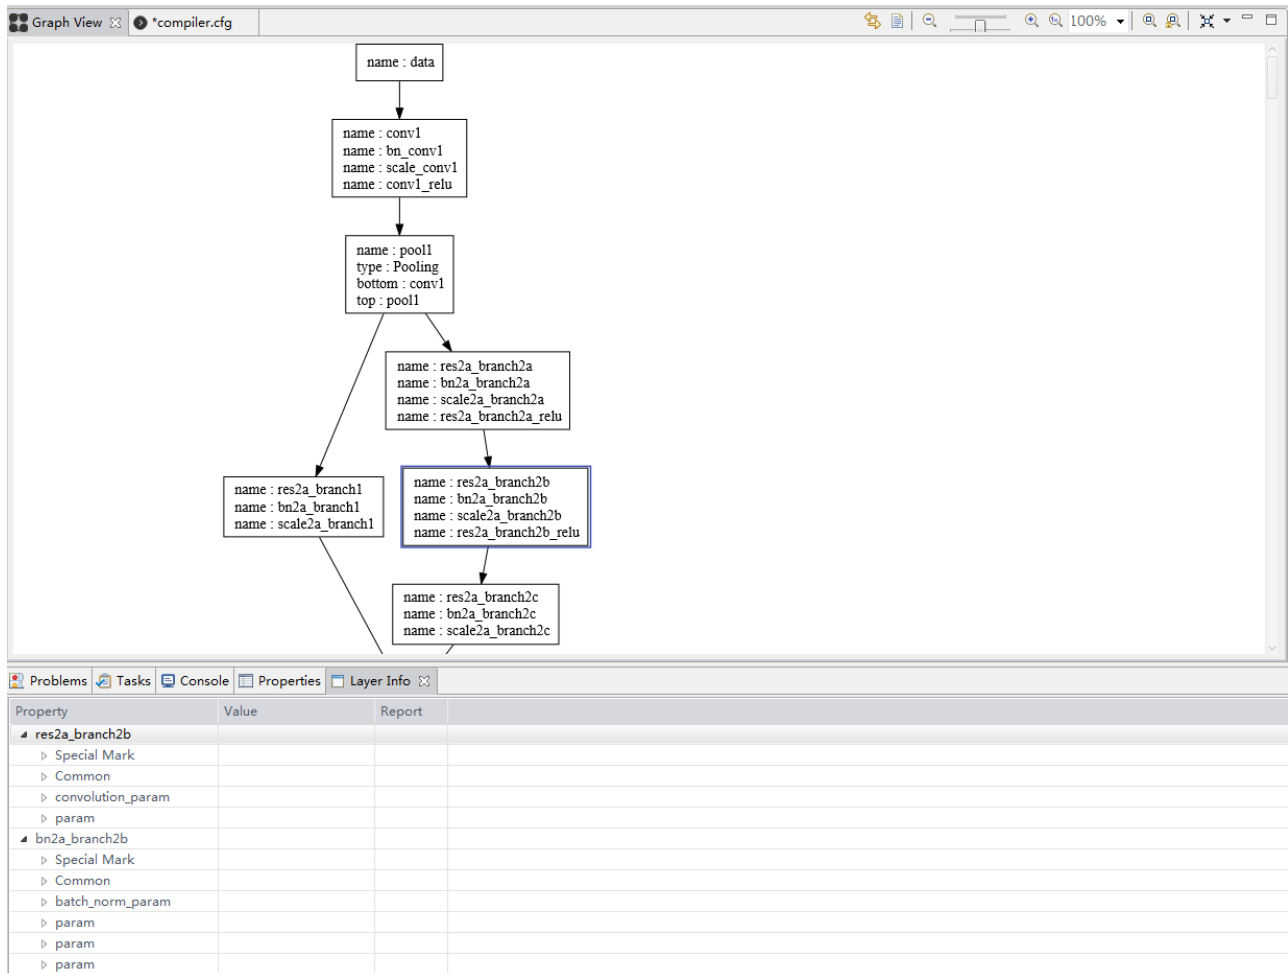 Graph View
*compiler.cfg
100%
name : data
name : conv1
name : bn_conv1
name : scale_conv1
name : conv1_relu
name : pool1
type : Pooling
bottom : conv1
top : pool1
name : res2a_branch2a
name : bn2a_branch2a
name : scale2a_branch2a
name : res2a_branch2a_relu
name : res2a_branch1
name : bn2a_branch1
name : scale2a_branch1
name : res2a_branch2b
name : bn2a_branch2b
name : scale2a_branch2b
name : res2a_branch2b_relu
name : res2a_branch2c
name : bn2a_branch2c
name : scale2a_branch2c
Problems Tasks Console Properties Layer Info
Property Value Report
res2a_branch2b
Special Mark
Common
convolution_param
param
bn2a_branch2b
Special Mark
Common
batch_norm_param
param
param
param